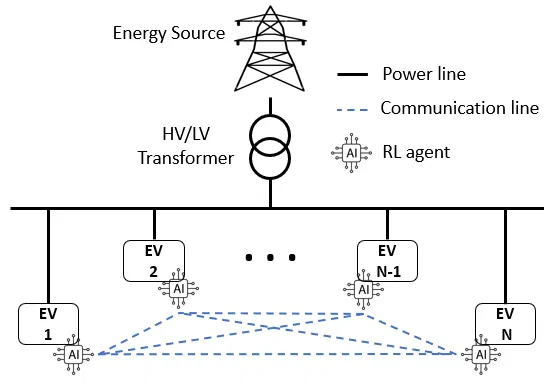 Energy Source
Power line
Communication line
AI RL agent
HV/LV
Transformer
EV
2
AI
. . .
EV
N-1
AI
EV
1
AI
EV
N
AI